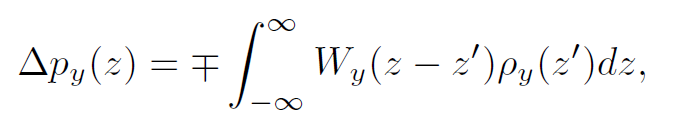 Δp_y(z) = ∓ ∫_{-∞}^{∞} W_y(z − z′)ρ_y(z′)dz,